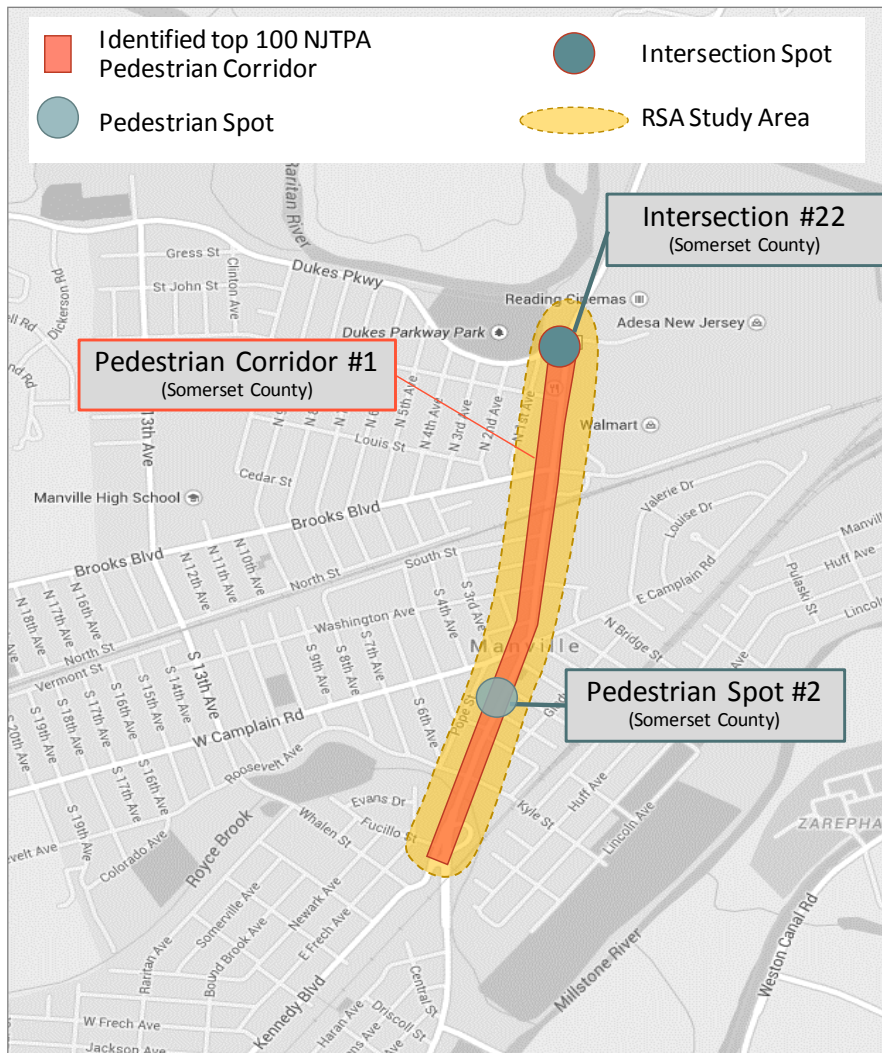 Identified top 100 NJTPA
Pedestrian Corridor
Intersection Spot
Pedestrian Spot
RSA Study Area
Raritan River
Intersection #22
(Somerset County)
Gress St
Clinton Ave
Dukes Pkwy
Dickerson Rd
St John St
Reading Cinemas
Dukes Parkway Park
Adesa New Jersey
Pedestrian Corridor #1
(Somerset County)
13th Ave
N 5th Ave
N 4th Ave
N 3rd Ave
N 2nd Ave
N 1st Ave
Walmart
Louis St
Cedar St
Manville High School
Brooks Blvd
Valerie Dr
Louise Dr
Brooks Blvd
N 10th Ave
N 11th Ave
N 12th Ave
South St
North St
E Camplain Rd
Huff Ave
Pulaski St
N 16th Ave
N 17th Ave
N 18th Ave
S 3rd Ave
S 4th Ave
Washington Ave
N Bridge St
North St
Vermont St
S 13th Ave
S 7th Ave
S 8th Ave
S 9th Ave
Manville
S 14th Ave
S 15th Ave
S 16th Ave
S 17th Ave
S 18th Ave
S 19th Ave
S 20th Ave
S 6th Ave
Pope St
Pedestrian Spot #2
(Somerset County)
W Camplain Rd
Roosevelt Ave
S 16th Ave
S 17th Ave
S 19th Ave
Evans Dr
Kyle St
Huff Ave
Lincoln Ave
Fucillo St
Whalen St
Colorado Ave
Royce Brook
ZAREPHA
Somerville Ave
Newark Ave
Bound Brook Ave
E Frech Ave
Raritan Ave
Weston Canal Rd
Millstone River
Kennedy Blvd
Central St
Driscoll St
Haran Ave
W Frech Ave
Jackson Ave